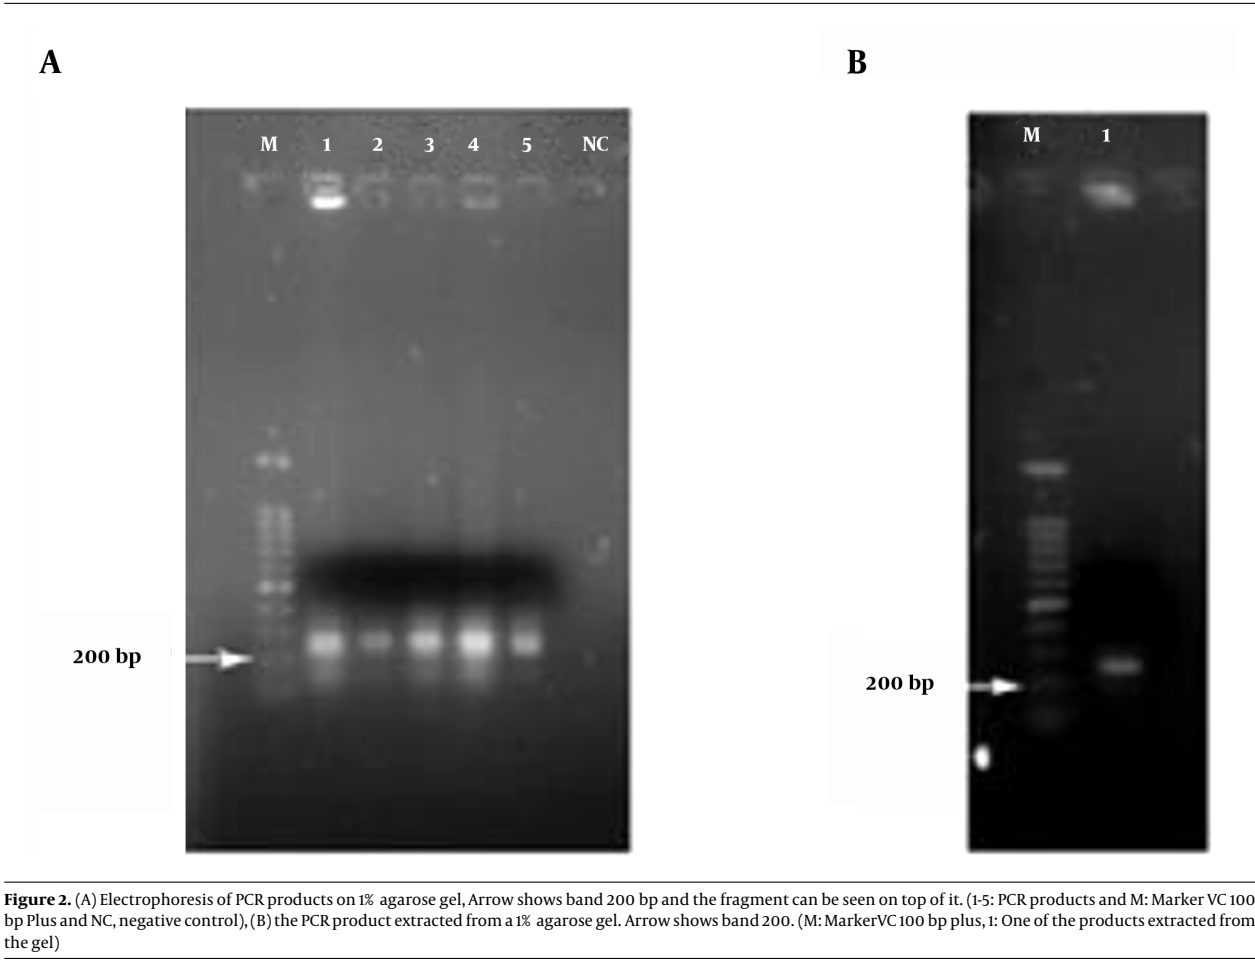 A
B
M 1 2 3 4 5 NC
M 1
200 bp
200 bp
Figure 2. (A) Electrophoresis of PCR products on 1% agarose gel, Arrow shows band 200 bp and the fragment can be seen on top of it. (1-5: PCR products and M: Marker VC 100
bp Plus and NC, negative control), (B) the PCR product extracted from a 1% agarose gel. Arrow shows band 200. (M: MarkerVC 100 bp plus, 1: One of the products extracted from
the gel)